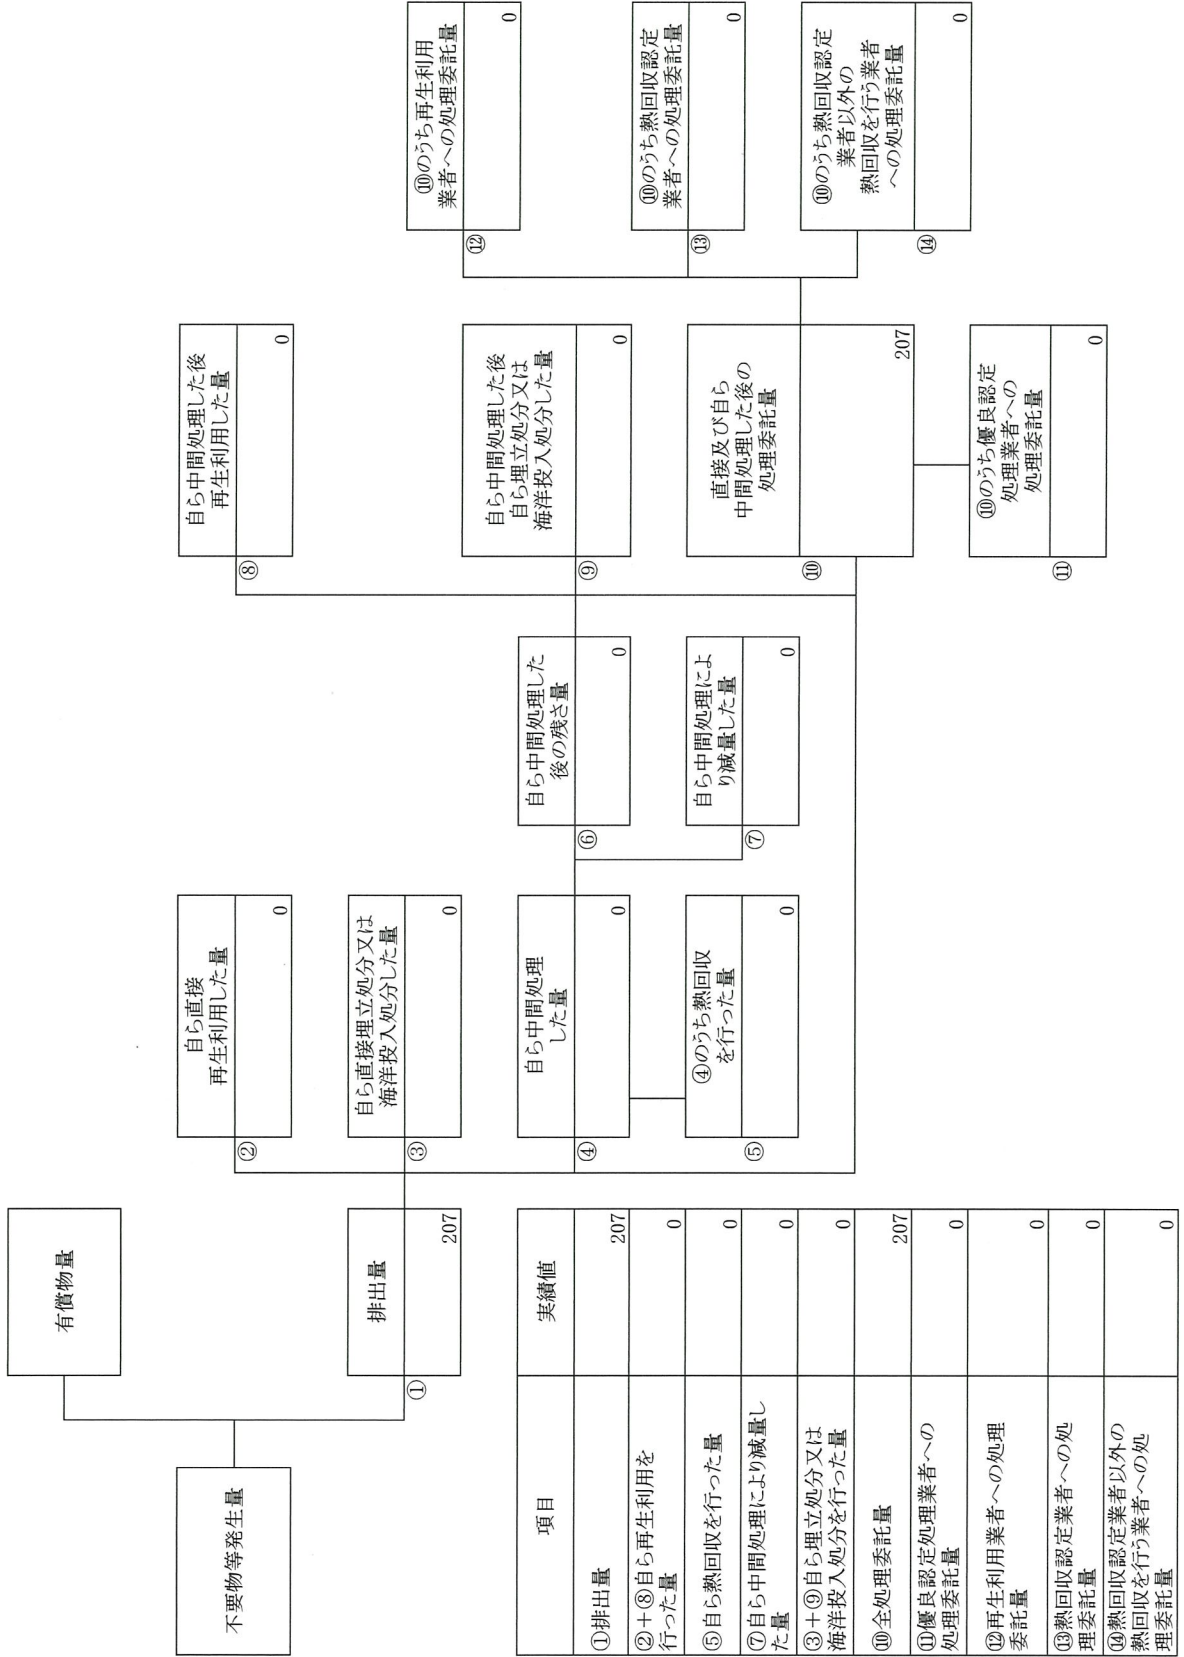 不要物等発生量
有償物量
①
排出量
207
②
自ら直接
再生利用した量
0
③
自ら直接埋立処分又は
海洋投入処分した量
0
④
自ら中間処理
した量
0
⑤
④のうち熱回収
を行った量
0
⑥
自ら中間処理した
後の残さ量
0
⑦
自ら中間処理によ
り減量した量
0
⑧
自ら中間処理した後
再生利用した量
0
⑨
自ら中間処理した後
自ら埋立処分又は
海洋投入処分した量
0
⑩
直接及び自ら
中間処理した後の
処理委託量
207
⑪
⑩のうち優良認定
処理業者への
処理委託量
0
⑫
⑩のうち再生利用
業者への処理委託量
0
⑬
⑩のうち熱回収認定
業者への処理委託量
0
⑭
⑩のうち熱回収認定
業者以外の
熱回収を行う業者
への処理委託量
0
項目 実績値
①排出量 207
②+⑧自ら再生利用を
行った量 0
⑤自ら熱回収を行った量 0
⑦自ら中間処理により減量し
た量 0
③+⑨自ら埋立処分又は
海洋投入処分を行った量 0
⑩全処理委託量 207
⑪優良認定処理業者への
処理委託量 0
⑫再生利用業者への処理
委託量 0
⑬熱回収認定業者への処
理委託量 0
⑭熱回収認定業者以外の
熱回収を行う業者への処
理委託量 0